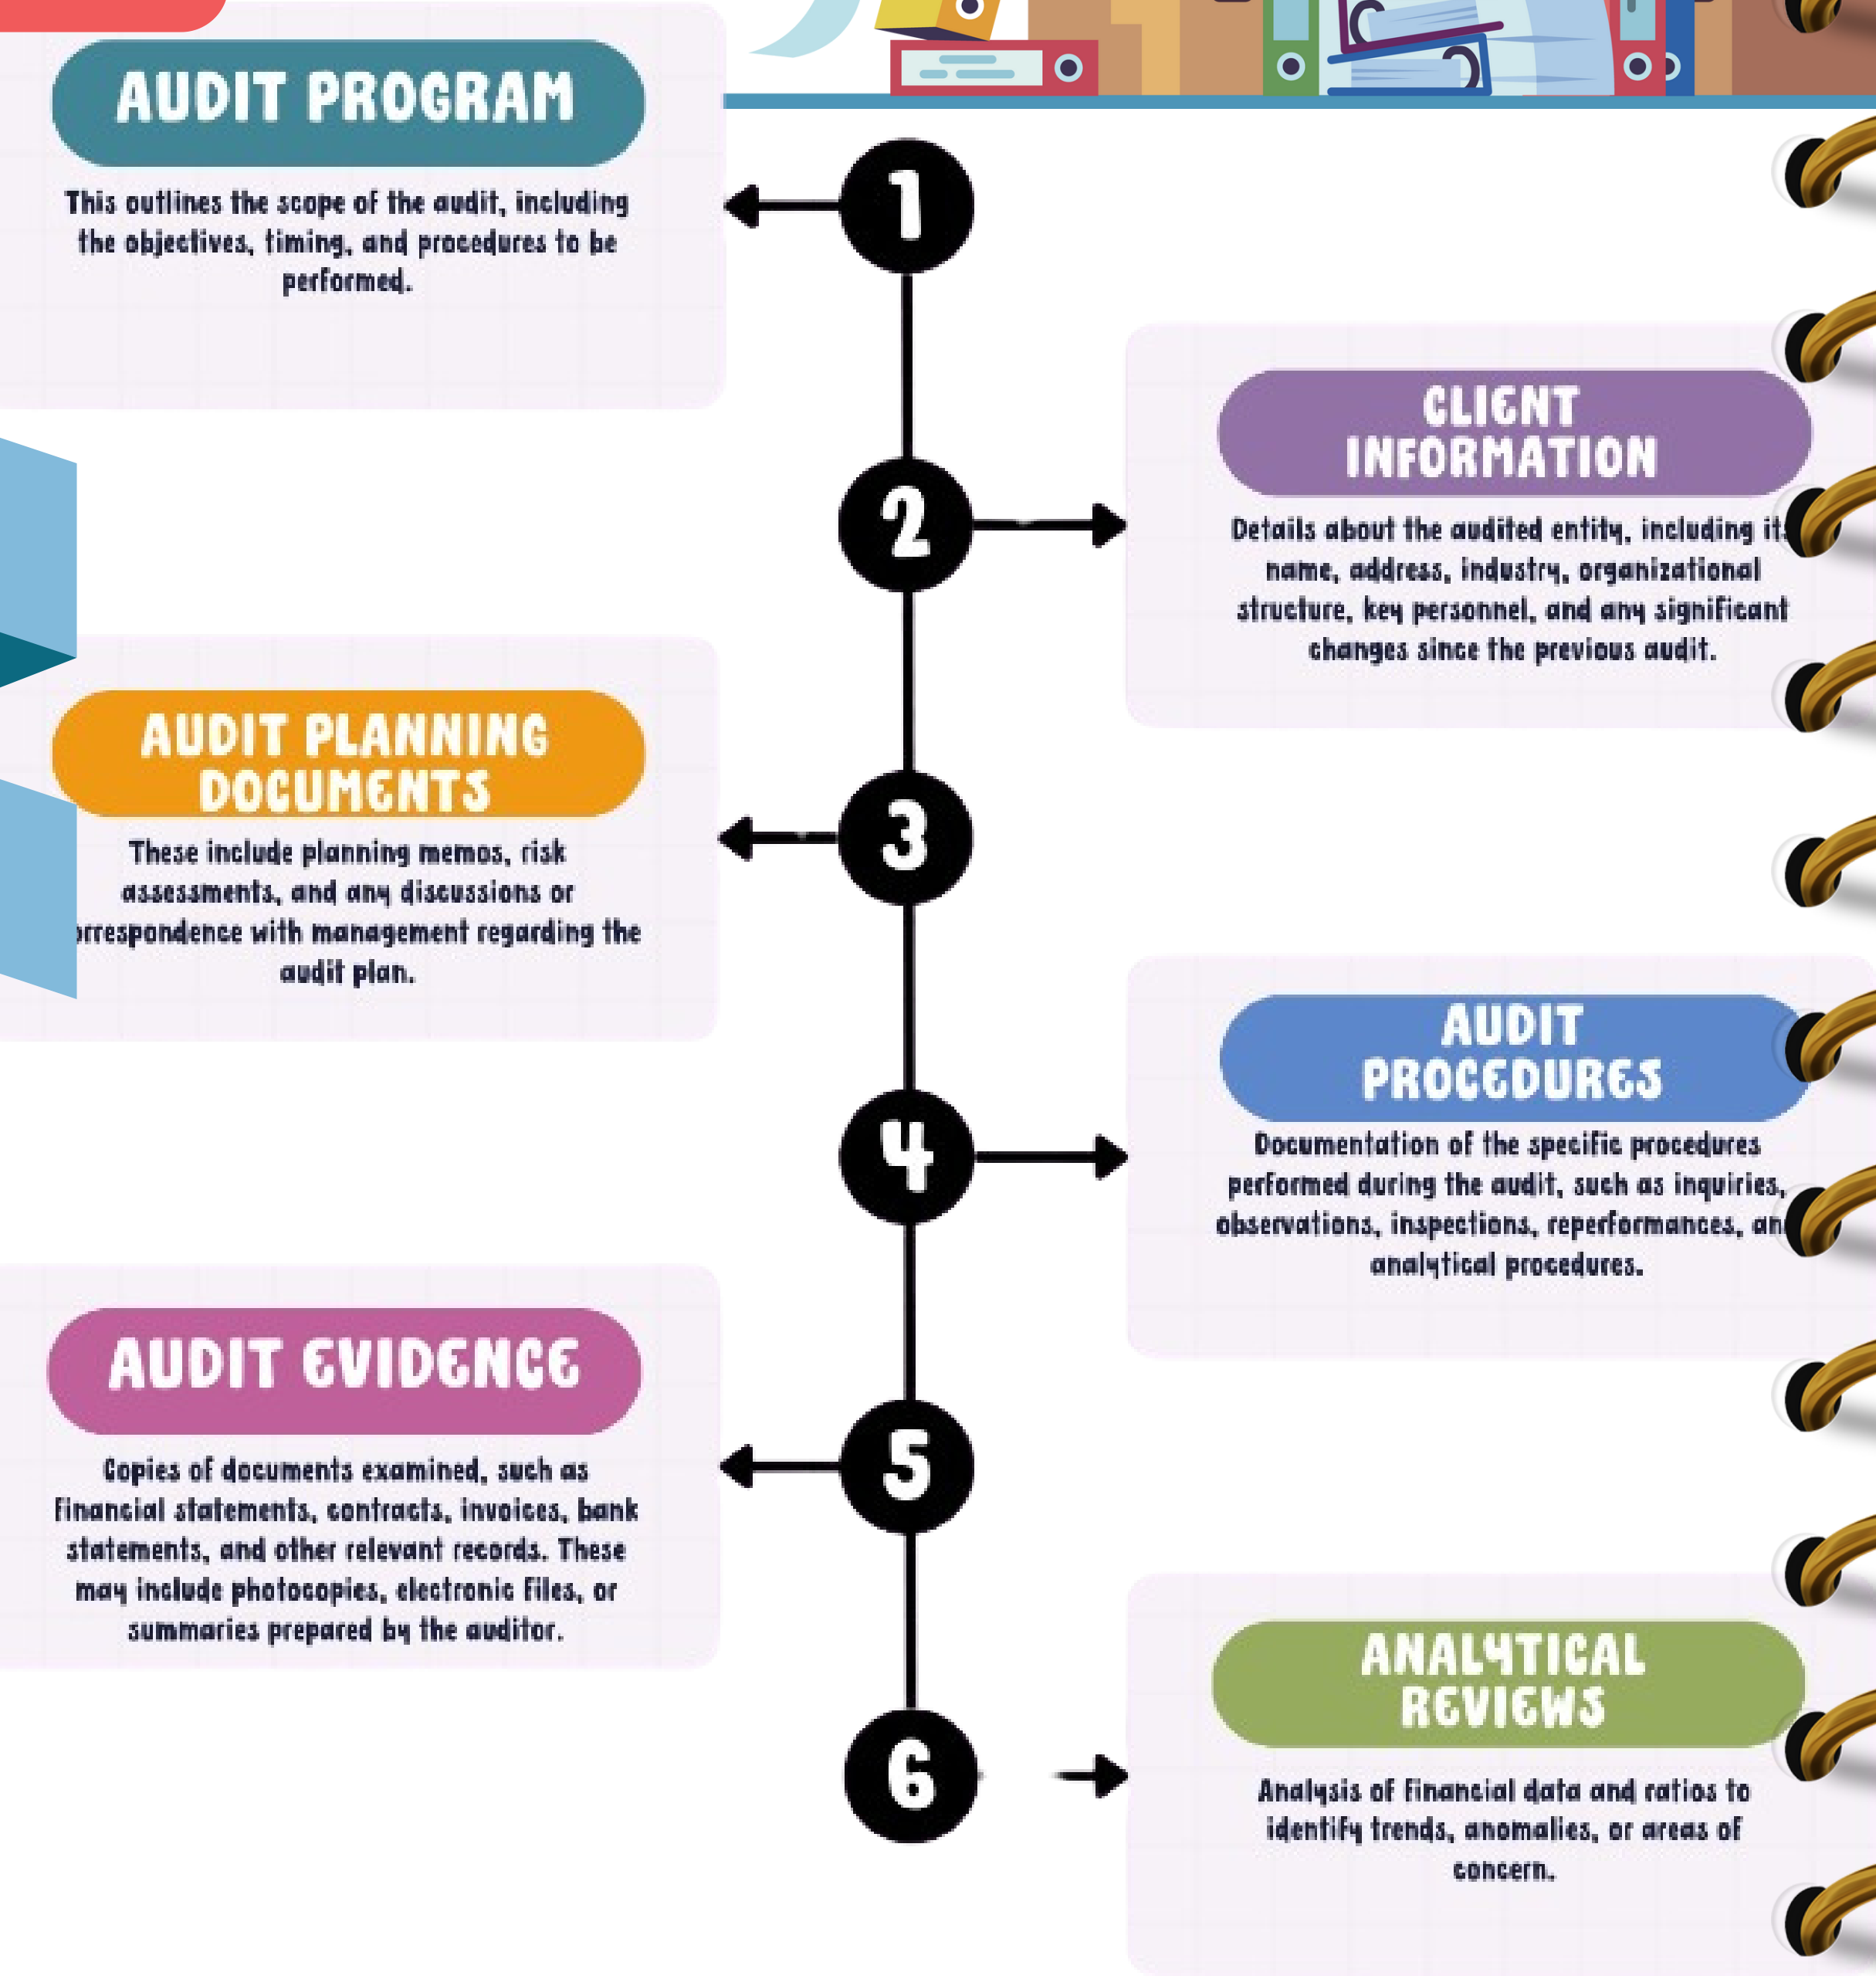 AUDIT PROGRAM
This outlines the scope of the audit, including
the objectives, timing, and procedures to be
performed.
1
2
CLIENT
INFORMATION
Details about the audited entity, including its
name, address, industry, organizational
structure, key personnel, and any significant
changes since the previous audit.
AUDIT PLANNING
DOCUMENTS
These include planning memos, risk
assessments, and any discussions or
orrespondence with management regarding the
audit plan.
3
4
AUDIT
PROCEDURES
Documentation of the specific procedures
performed during the audit, such as inquiries,
observations, inspections, reperformances, an
analytical procedures.
AUDIT EVIDENCE
Copies of documents examined, such as
financial statements, contracts, invoices, bank
statements, and other relevant records. These
may include photocopies, electronic files, or
summaries prepared by the auditor.
5
6
ANALYTICAL
REVIEWS
Analysis of financial data and ratios to
identify trends, anomalies, or areas of
concern.